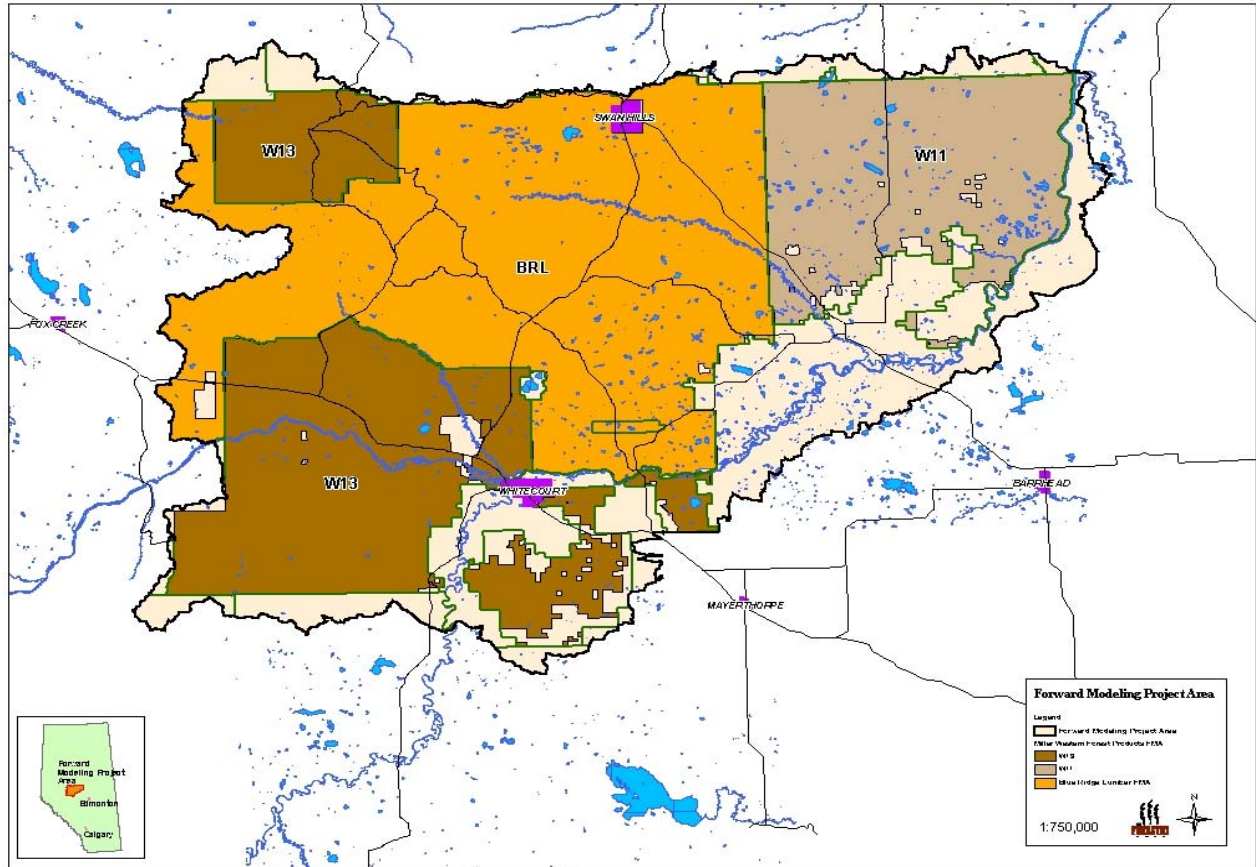 SWAN HILLS
W13
W11
BRL
FOX CREEK
W13
WHITECOURT
BARRHEAD
MAYERTHORPE
Forward Modeling Project Area
Legend
Forward Modeling Project Area
Millar Western Forest Products FMA
W13
W11
Blue Ridge Lumber FMA
N
1:750,000
Forward
Modeling Project
Area
Edmonton
Calgary